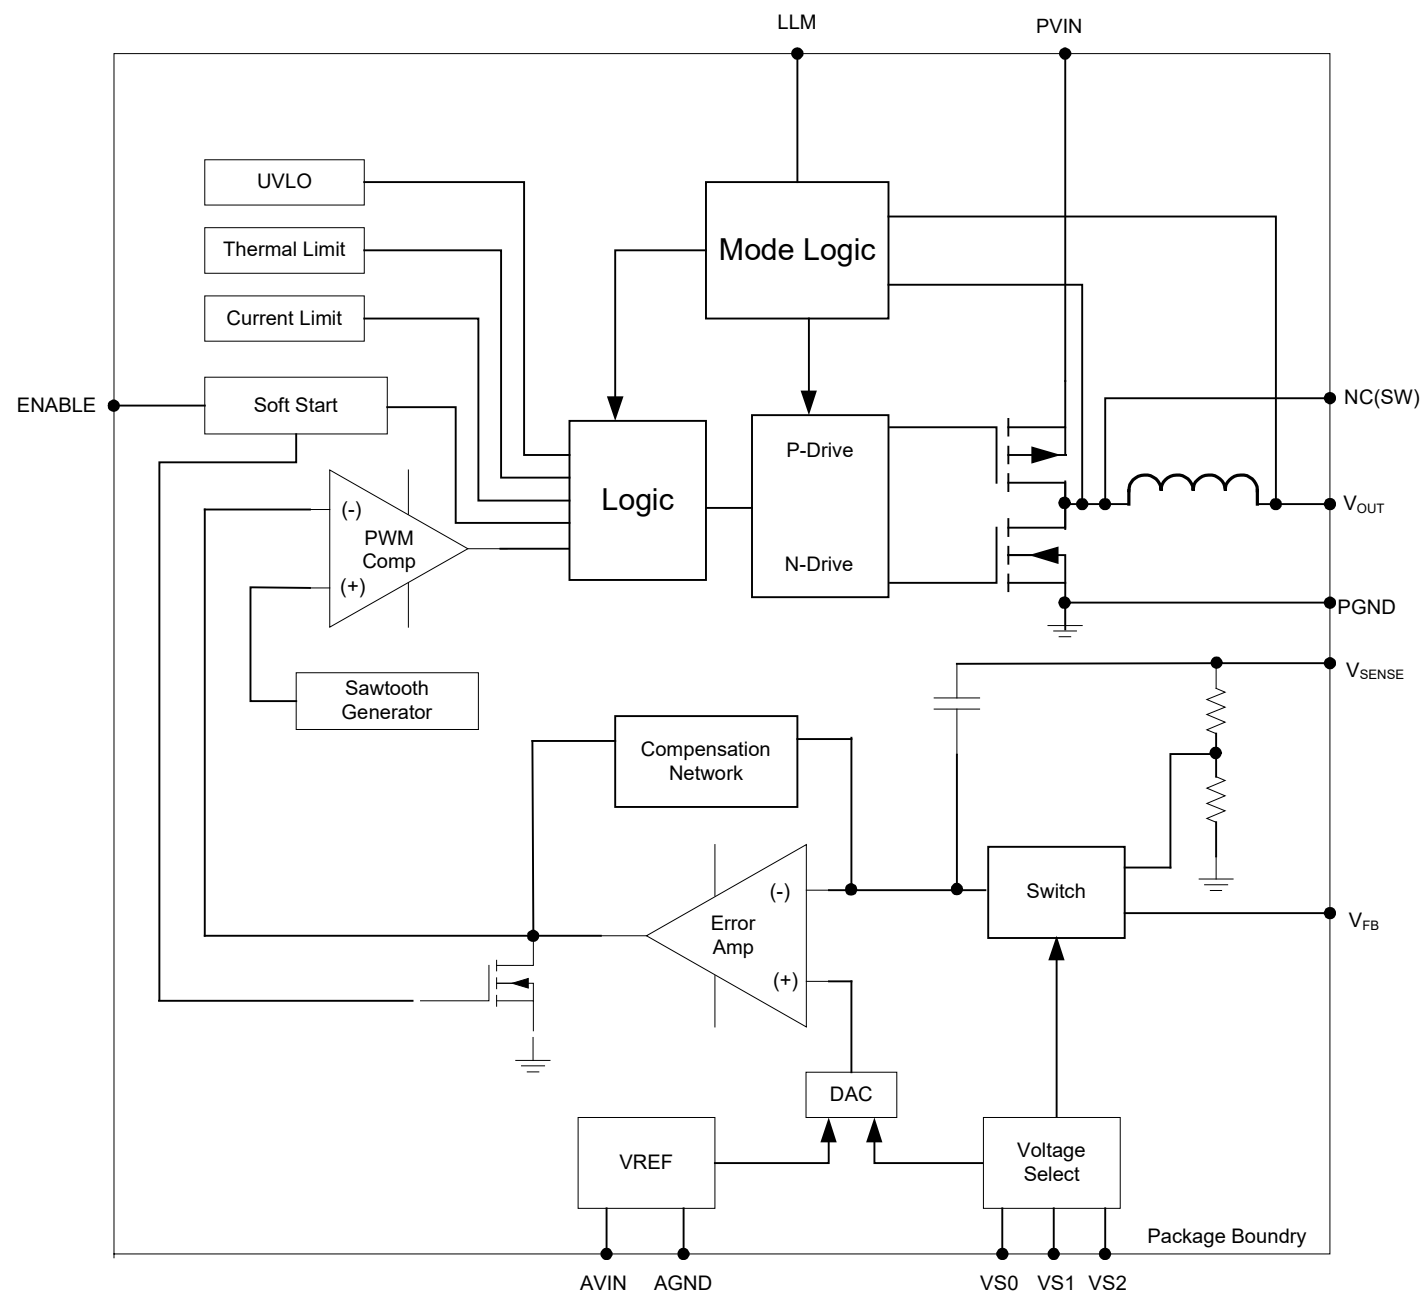 LLM
PVIN
UVLO
Thermal Limit
Mode Logic
Current Limit
ENABLE
Soft Start
NC(SW)
P-Drive
Logic
(-)
PWM
Comp
(+)
N-Drive
VOUT
PGND
VSENSE
Sawtooth
Generator
Compensation
Network
(-)
Error
Amp
(+)
Switch
VFB
DAC
VREF
Voltage
Select
Package Boundry
AVIN
AGND
VS0
VS1
VS2